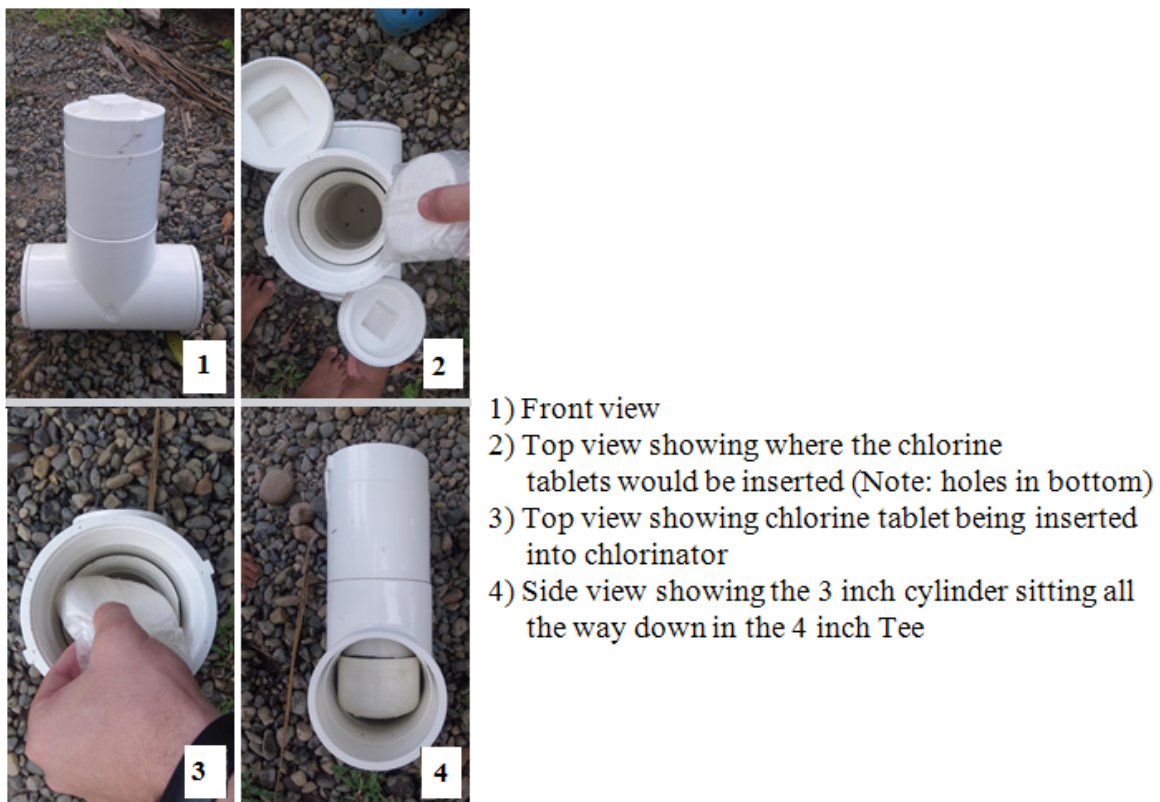 1
2
3
4
1) Front view
2) Top view showing where the chlorine
tablets would be inserted (Note: holes in bottom)
3) Top view showing chlorine tablet being inserted
into chlorinator
4) Side view showing the 3 inch cylinder sitting all
the way down in the 4 inch Tee